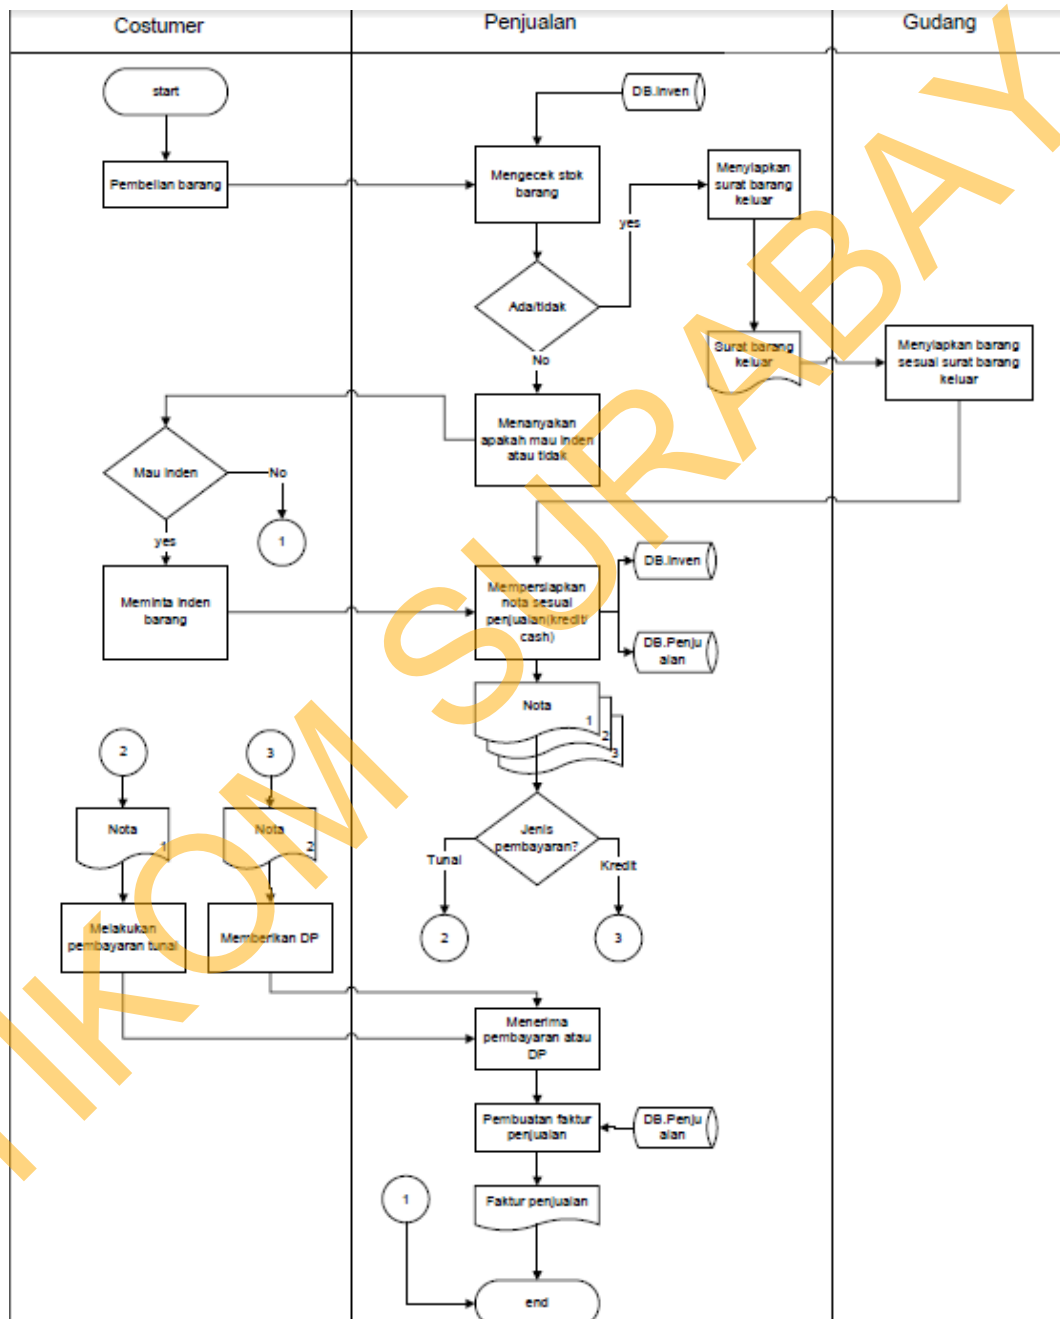 Costumer
Penjualan
Gudang
start
DB.Inven
Pembelian barang
Mengecek stok
barang
Menyiapkan
surat barang
keluar
yes
Ada/tidak
No
Surat barang
keluar
Menyiapkan barang
sesuai surat barang
keluar
Menanyakan
apakah mau inden
atau tidak
Mau inden
No
1
yes
Meminta inden
barang
Mempersiapkan
nota sesuai
penjualan(kredit/
cash)
DB.Inven
DB.Penju
alan
Nota
1
2
3
2
3
Nota
1
Nota
2
Jenis
pembayaran?
Tunai
Kredit
2
3
Melakukan
pembayaran tunai
Memberikan DP
Menerima
pembayaran atau
DP
Pembuatan faktur
penjualan
DB.Penju
alan
1
Faktur penjualan
end
IKOM SURABAY